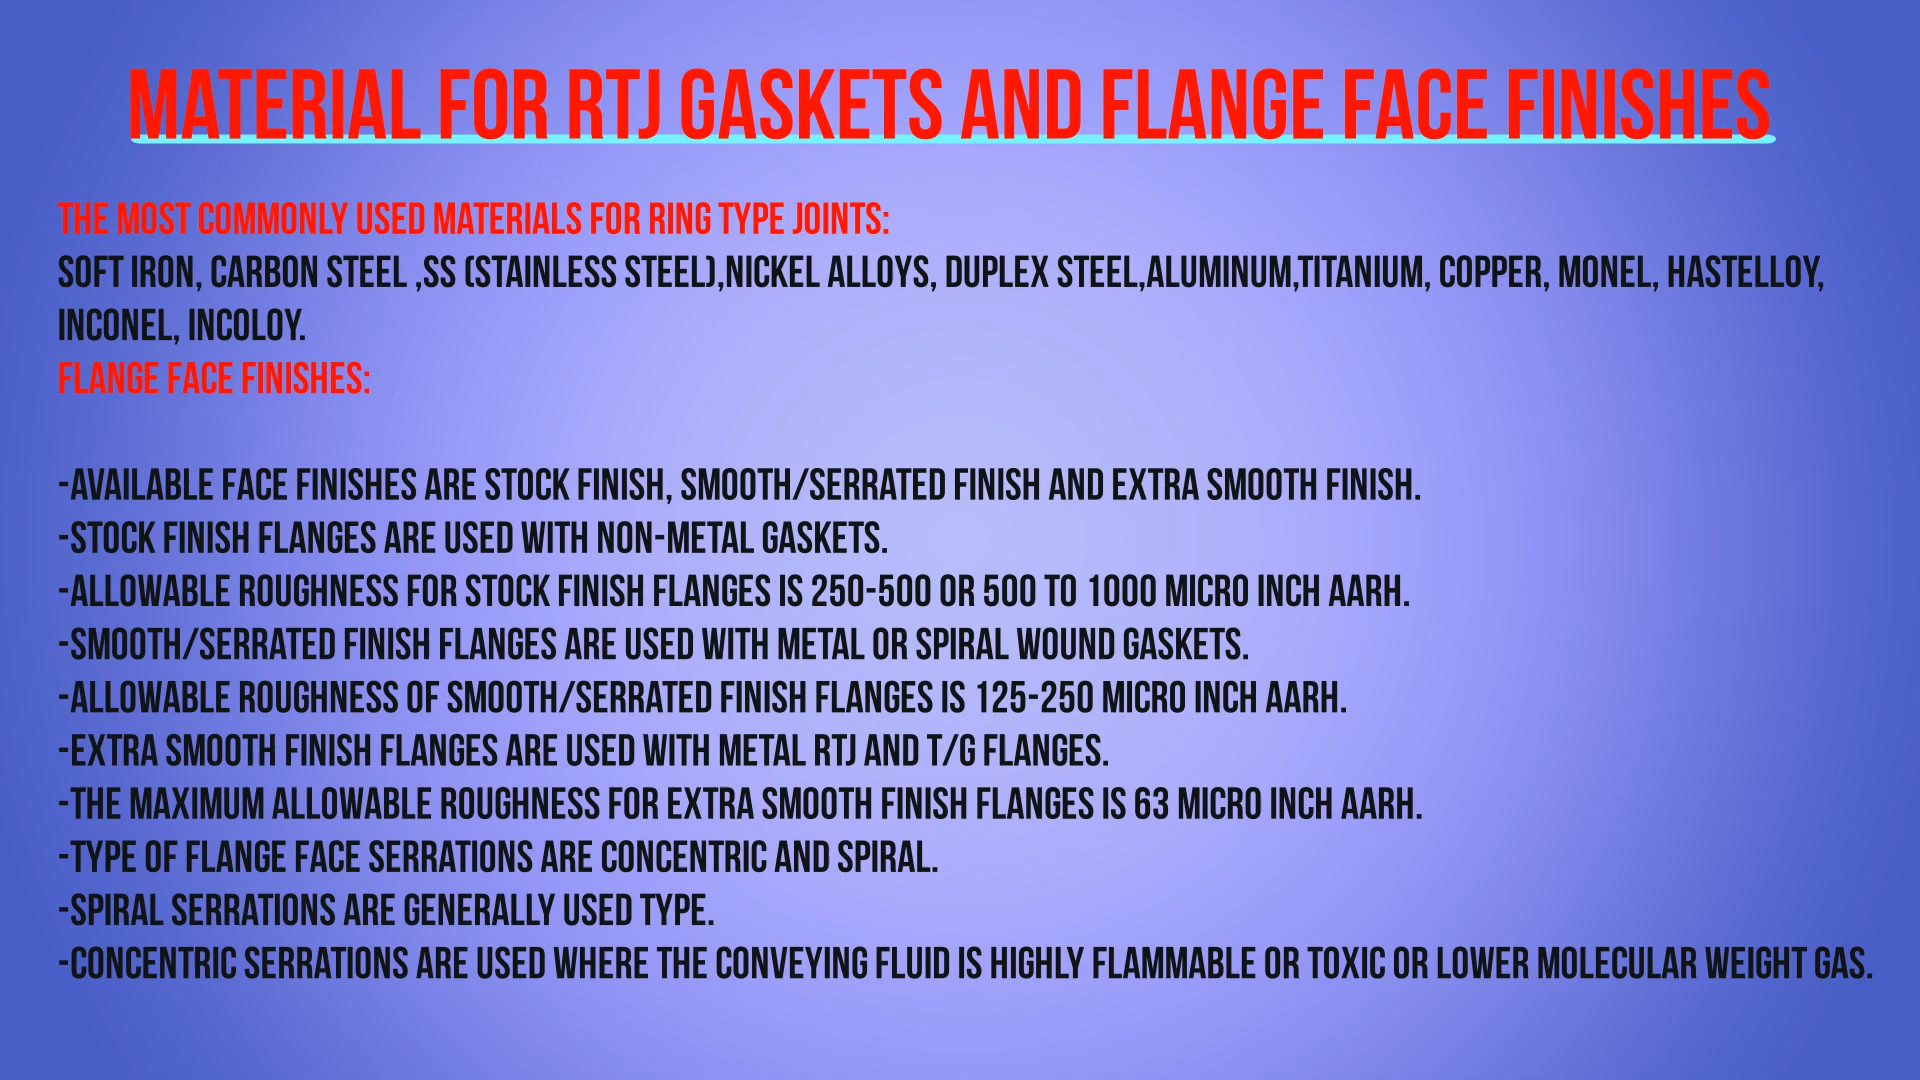 MATERIAL FOR RTJ GASKETS AND FLANGE FACE FINISHES
THE MOST COMMONLY USED MATERIALS FOR RING TYPE JOINTS:
SOFT IRON, CARBON STEEL ,SS (STAINLESS STEEL),NICKEL ALLOYS, DUPLEX STEEL,ALUMINUM,TITANIUM, COPPER, MONEL, HASTELLOY,
INCONEL, INCOLOY.
FLANGE FACE FINISHES:
-AVAILABLE FACE FINISHES ARE STOCK FINISH, SMOOTH/SERRATED FINISH AND EXTRA SMOOTH FINISH.
-STOCK FINISH FLANGES ARE USED WITH NON-METAL GASKETS.
-ALLOWABLE ROUGHNESS FOR STOCK FINISH FLANGES IS 250-500 OR 500 TO 1000 MICRO INCH AARH.
-SMOOTH/SERRATED FINISH FLANGES ARE USED WITH METAL OR SPIRAL WOUND GASKETS.
-ALLOWABLE ROUGHNESS OF SMOOTH/SERRATED FINISH FLANGES IS 125-250 MICRO INCH AARH.
-EXTRA SMOOTH FINISH FLANGES ARE USED WITH METAL RTJ AND T/G FLANGES.
-THE MAXIMUM ALLOWABLE ROUGHNESS FOR EXTRA SMOOTH FINISH FLANGES IS 63 MICRO INCH AARH.
-TYPE OF FLANGE FACE SERRATIONS ARE CONCENTRIC AND SPIRAL.
-SPIRAL SERRATIONS ARE GENERALLY USED TYPE.
-CONCENTRIC SERRATIONS ARE USED WHERE THE CONVEYING FLUID IS HIGHLY FLAMMABLE OR TOXIC OR LOWER MOLECULAR WEIGHT GAS.